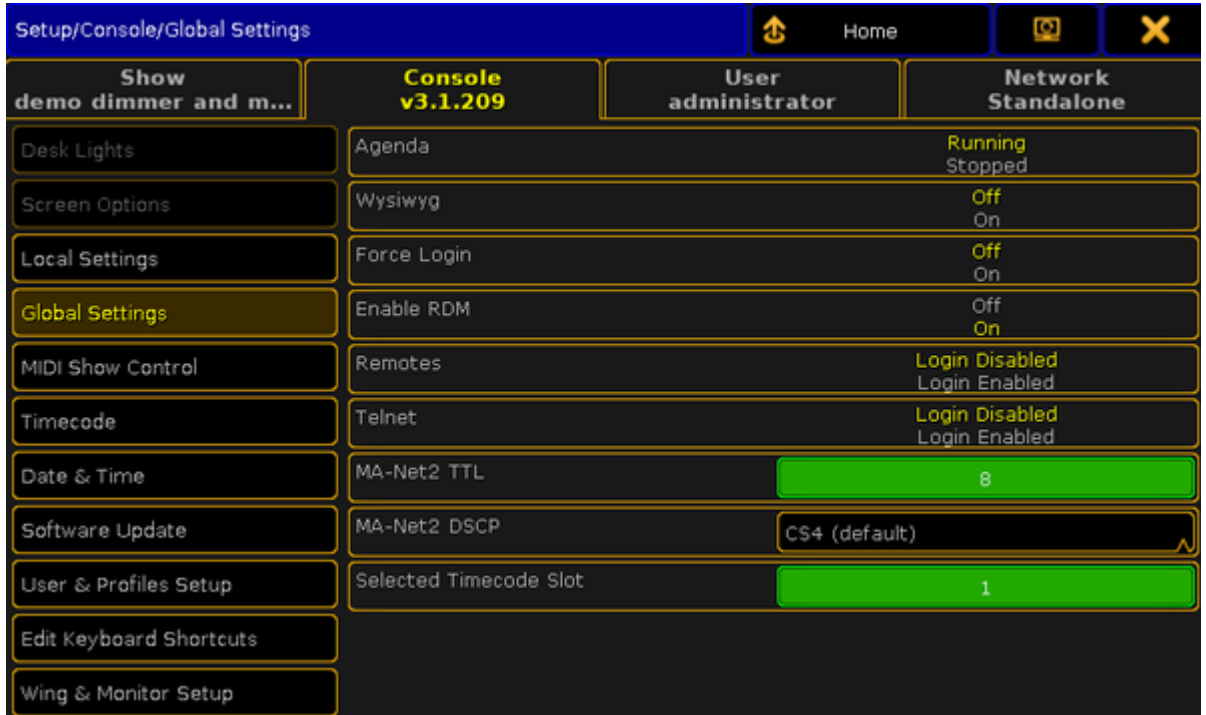 Setup/Console/Global Settings
Home
Show
demo dimmer and m...
Console
v3.1.209
User
administrator
Network
Standalone
Desk Lights
Screen Options
Local Settings
Global Settings
MIDI Show Control
Timecode
Date & Time
Software Update
User & Profiles Setup
Edit Keyboard Shortcuts
Wing & Monitor Setup
Agenda
Running
Stopped
Wysiwyg
Off
On
Force Login
Off
On
Enable RDM
Off
On
Remotes
Login Disabled
Login Enabled
Telnet
Login Disabled
Login Enabled
MA-Net2 TTL
8
MA-Net2 DSCP
CS4 (default)
Selected Timecode Slot
1